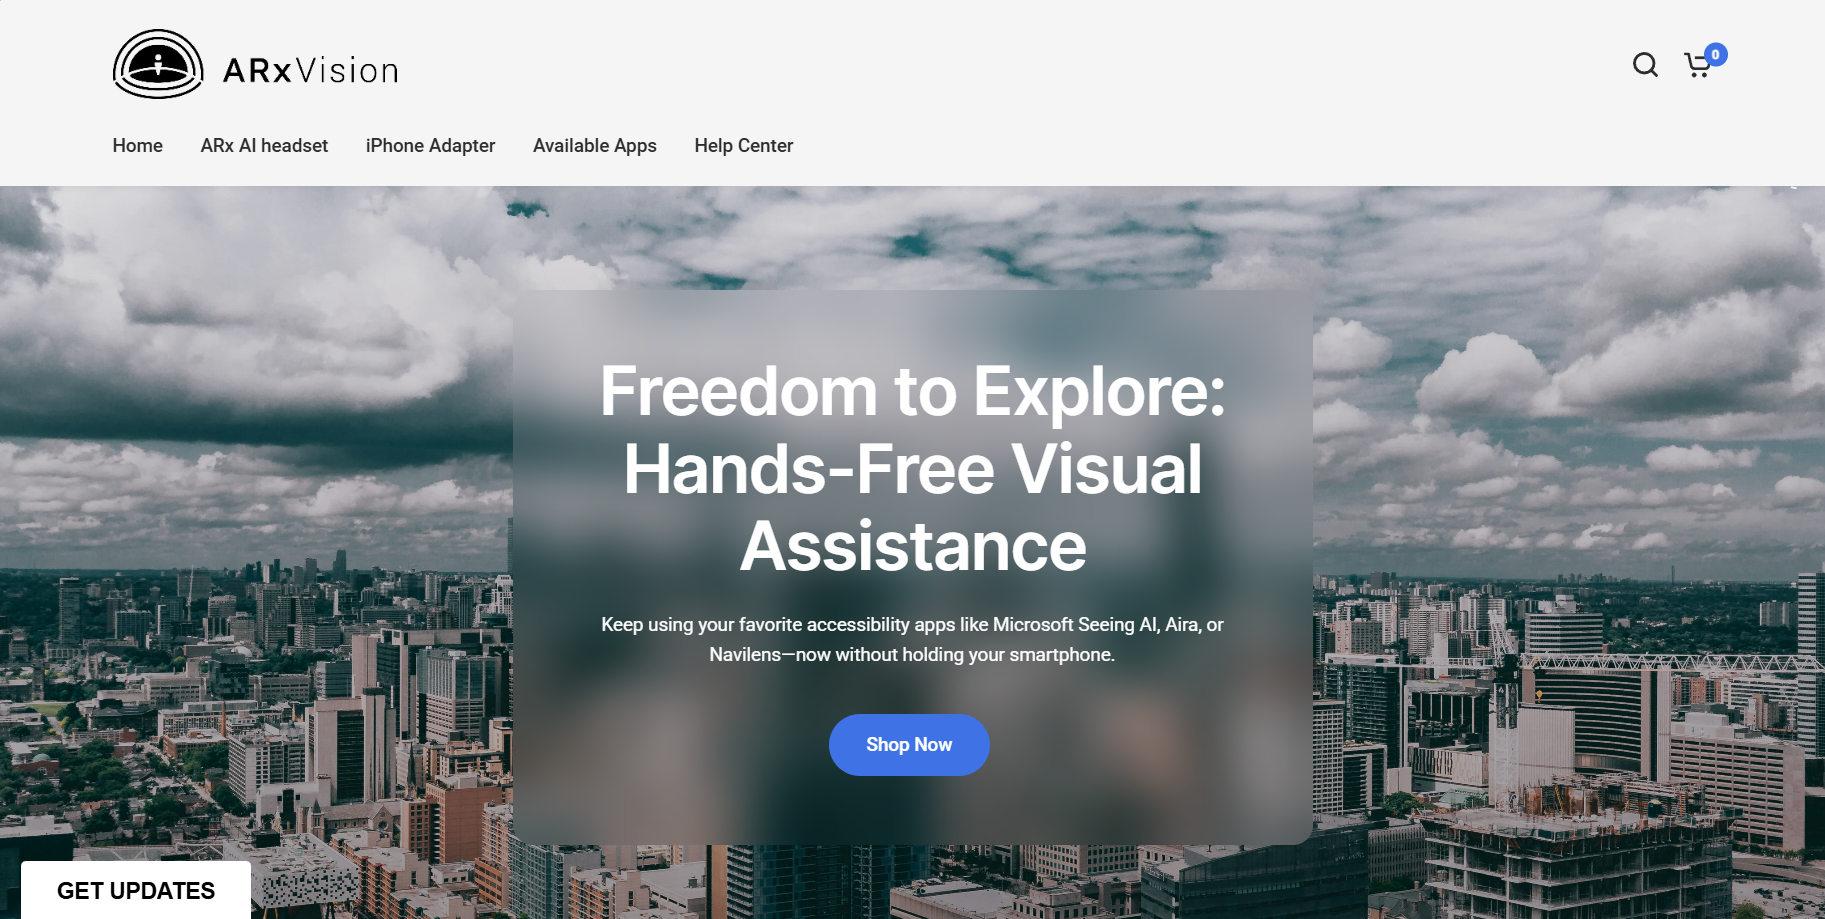 ARxVision
0
Home
ARx AI headset
iPhone Adapter
Available Apps
Help Center
Freedom to Explore:
Hands-Free Visual
Assistance
Keep using your favorite accessibility apps like Microsoft Seeing AI, Aira, or
Navilens—now without holding your smartphone.
Shop Now
GET UPDATES